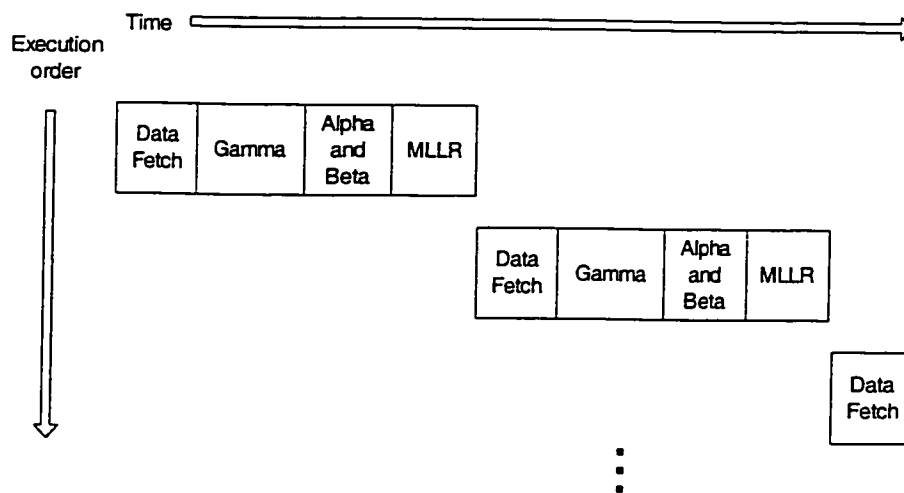 Time
Execution
order
Data
Fetch
Gamma
Alpha
and
Beta
MLLR
Data
Fetch
Gamma
Alpha
and
Beta
MLLR
Data
Fetch